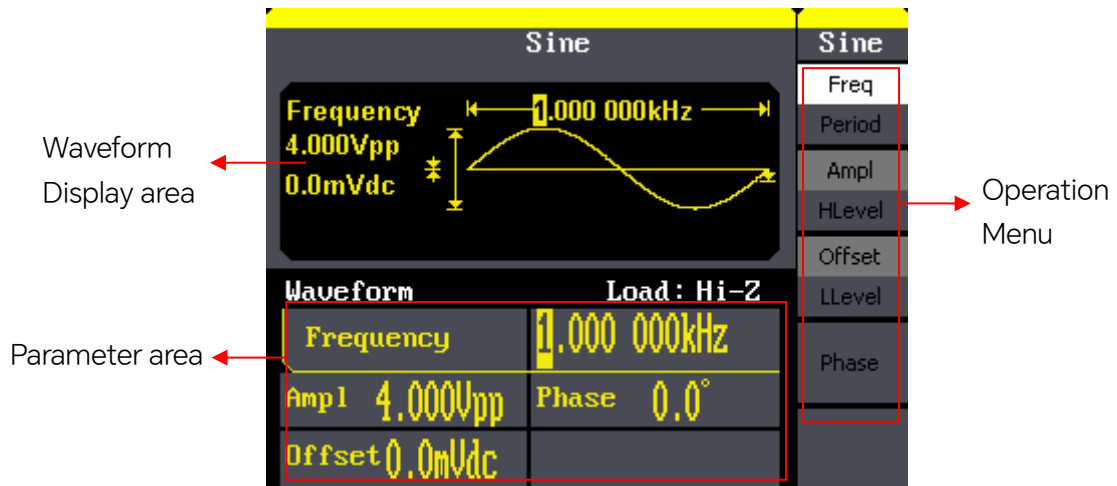 Sine
Sine
Frequency
1.000 000kHz
4.000Vpp
0.0mVdc
Waveform
Display area
Freq
Period
Ampl
HLevel
Offset
LLevel
Phase
Operation
Menu
Waveform Load: Hi-Z
Parameter area
Frequency 1.000 000kHz
Ampl 4.000Vpp Phase 0.0°
Offset 0.0mVdc